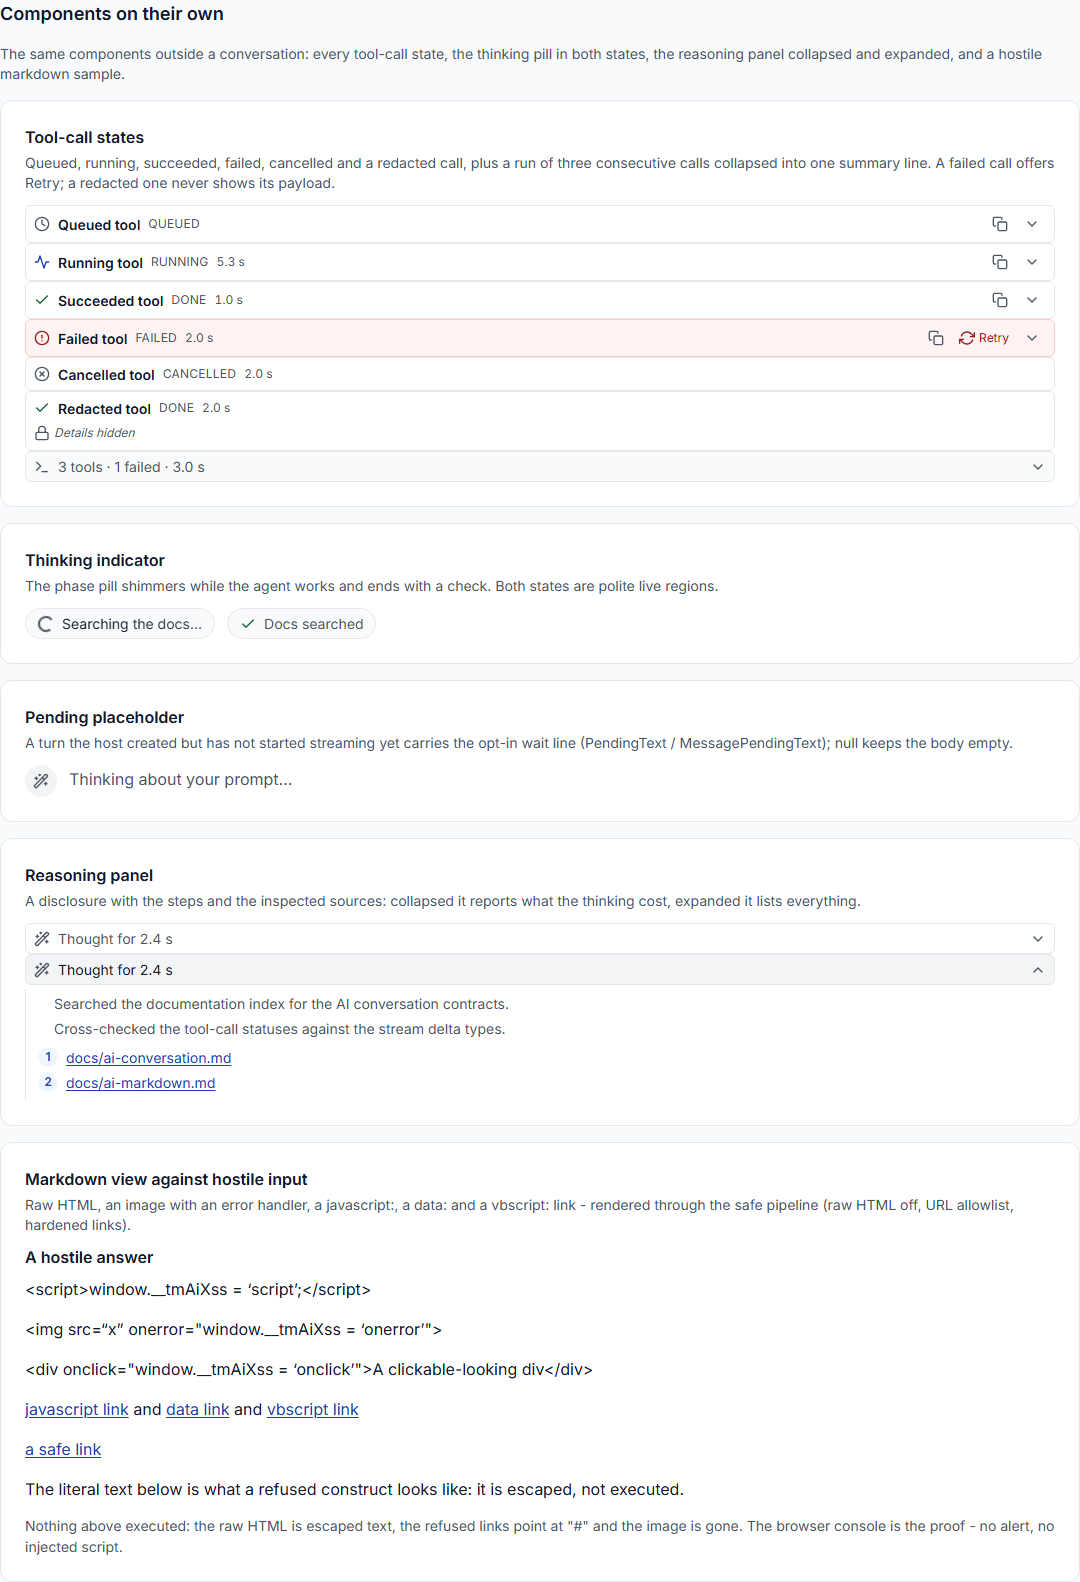 Components on their own
The same components outside a conversation: every tool-call state, the thinking pill in both states, the reasoning panel collapsed and expanded, and a hostile
markdown sample.
Tool-call states
Queued, running, succeeded, failed, cancelled and a redacted call, plus a run of three consecutive calls collapsed into one summary line. A failed call offers
Retry; a redacted one never shows its payload.
Queued tool QUEUED
Running tool RUNNING 5.3 s
Succeeded tool DONE 1.0 s
Failed tool FAILED 2.0 s Retry
Cancelled tool CANCELLED 2.0 s
Redacted tool DONE 2.0 s
Details hidden
3 tools · 1 failed · 3.0 s
Thinking indicator
The phase pill shimmers while the agent works and ends with a check. Both states are polite live regions.
Searching the docs... Docs searched
Pending placeholder
A turn the host created but has not started streaming yet carries the opt-in wait line (PendingText / MessagePendingText); null keeps the body empty.
Thinking about your prompt...
Reasoning panel
A disclosure with the steps and the inspected sources: collapsed it reports what the thinking cost, expanded it lists everything.
Thought for 2.4 s
Thought for 2.4 s
Searched the documentation index for the AI conversation contracts.
Cross-checked the tool-call statuses against the stream delta types.
1 docs/ai-conversation.md
2 docs/ai-markdown.md
Markdown view against hostile input
Raw HTML, an image with an error handler, a javascript:, a data: and a vbscript: link - rendered through the safe pipeline (raw HTML off, URL allowlist,
hardened links).
A hostile answer
<script>window.__tmAiXss = ‘script’;</script>
<img src=“x” onerror="window.__tmAiXss = ‘onerror’">
<div onclick="window.__tmAiXss = ‘onclick’">A clickable-looking div</div>
javascript link and data link and vbscript link
a safe link
The literal text below is what a refused construct looks like: it is escaped, not executed.
Nothing above executed: the raw HTML is escaped text, the refused links point at "#" and the image is gone. The browser console is the proof - no alert, no
injected script.